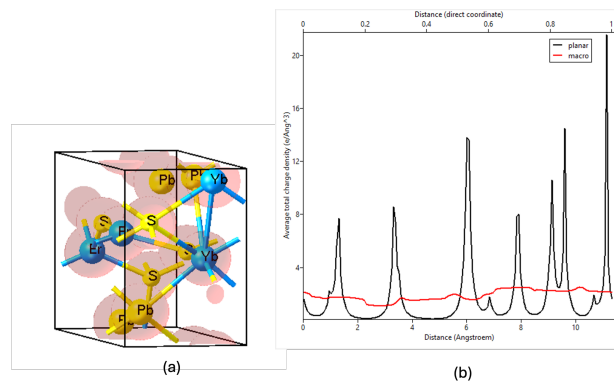 Pb
Pb
Yb
S
S
Er
Yb
S
Pb
(a)
Distance (direct coordinate)
0 0.2 0.4 0.6 0.8 1
planar
macro
Average total charge density (e/Ang^3)
20
16
12
8
4
0 2 4 6 8 10
Distance (Angstroem)
(b)